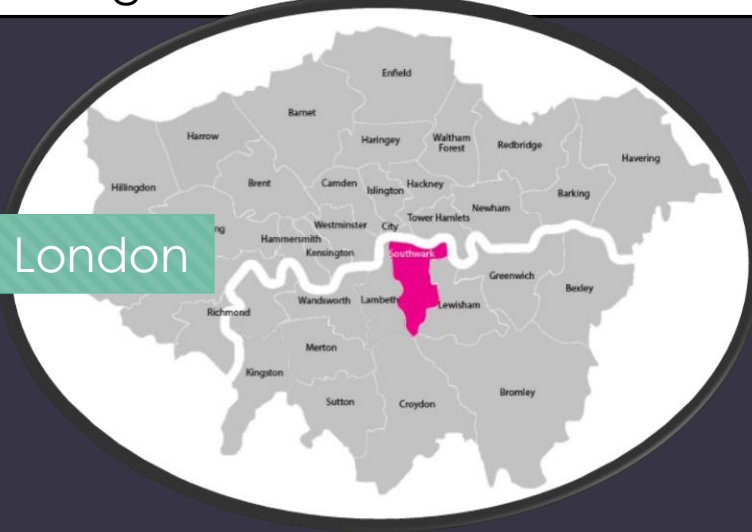 Enfield
Barnet
Harrow
Haringey
Waltham
Forest
Redbridge
Havering
Hillingdon
Brent
Camden
Islington
Hackney
Barking
Newham
Tower Hamlets
Westminster
City
Hammersmith
Kensington
London
Southwark
Greenwich
Bexley
Richmond
Wandsworth
Lambeth
Lewisham
Merton
Kingston
Sutton
Croydon
Bromley